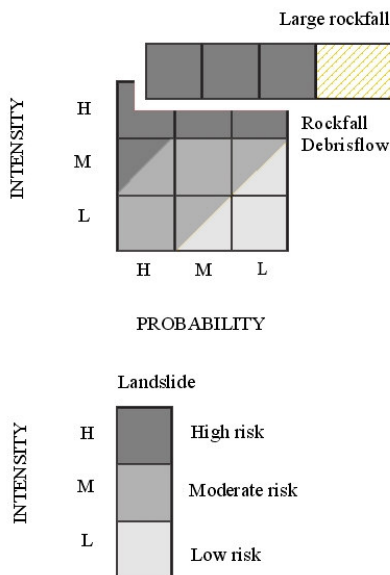 Large rockfall
INTENSITY
H
M
L
Rockfall
Debrisflow
H M L
PROBABILITY
Landslide
INTENSITY
H High risk
M Moderate risk
L Low risk